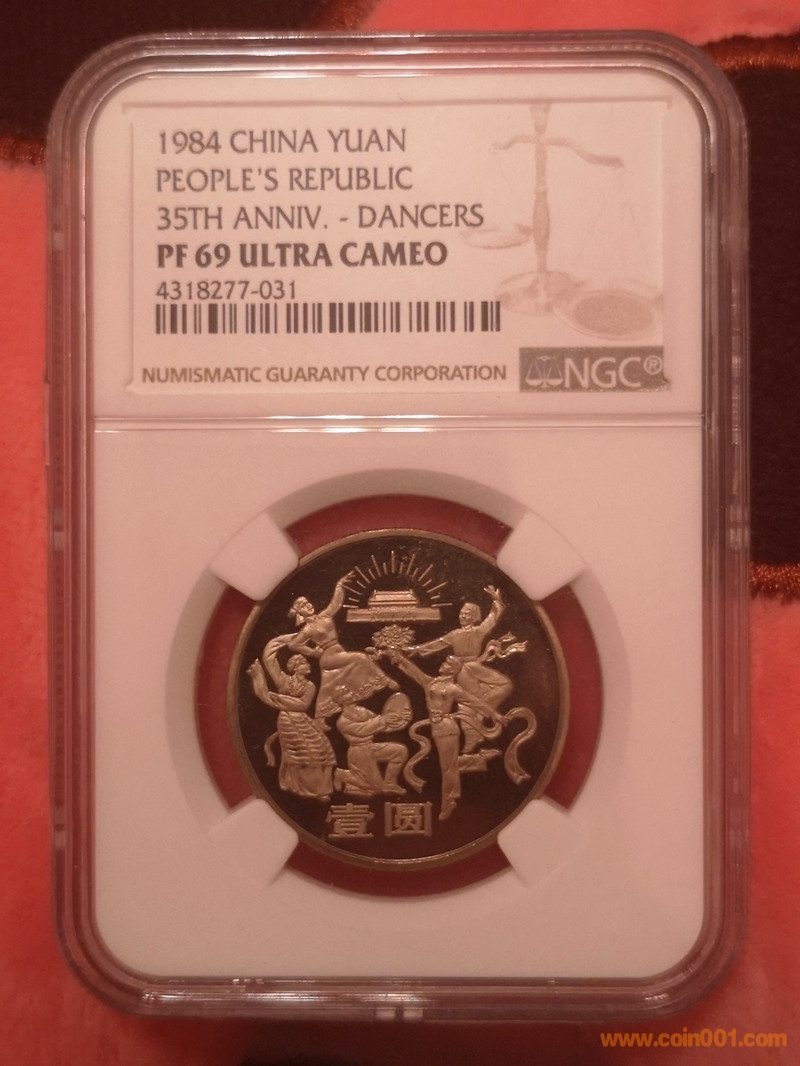 1984 CHINA YUAN
PEOPLE'S REPUBLIC
35TH ANNIV. - DANCERS
PF 69 ULTRA CAMEO
4318277-031
NUMISMATIC GUARANTY CORPORATION
NGC®
壹圆
www.coin001.com